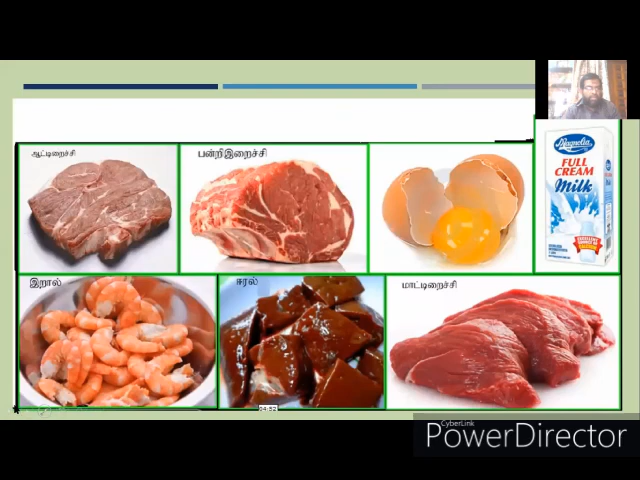 ஆட்டிறைச்சி
பன்றிஇறைச்சி
Magnolia
FULL
CREAM
Milk
இறால்
ஈரல்
மாட்டிறைச்சி
CyberLink
PowerDirector